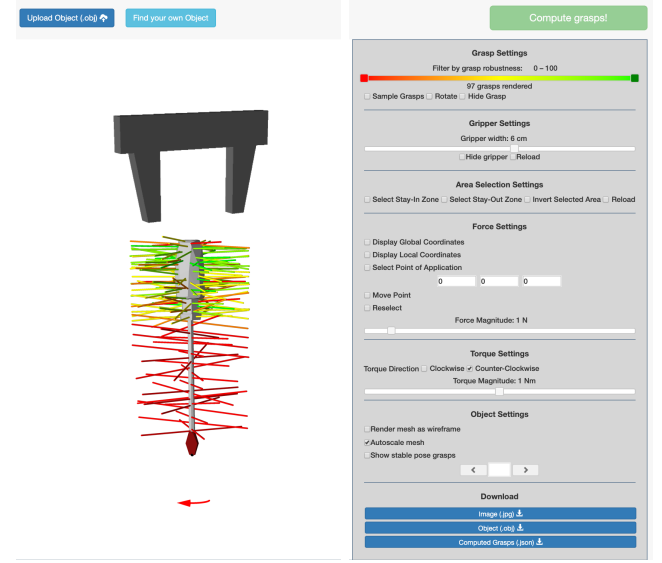 Upload Object (.obj)
Find your own Object
Compute grasps!
Grasp Settings
Filter by grasp robustness: 0 – 100
97 grasps rendered
Sample Grasps Rotate Hide Grasp
Gripper Settings
Gripper width: 6 cm
Hide gripper Reload
Area Selection Settings
Select Stay-In Zone Select Stay-Out Zone Invert Selected Area Reload
Force Settings
Display Global Coordinates
Display Local Coordinates
Select Point of Application
0 0 0
Move Point
Reselect
Force Magnitude: 1 N
Torque Settings
Torque Direction Clockwise Counter-Clockwise
Torque Magnitude: 1 Nm
Object Settings
Render mesh as wireframe
Autoscale mesh
Show stable pose grasps
Download
Image (.jpg)
Object (.obj)
Computed Grasps (.json)